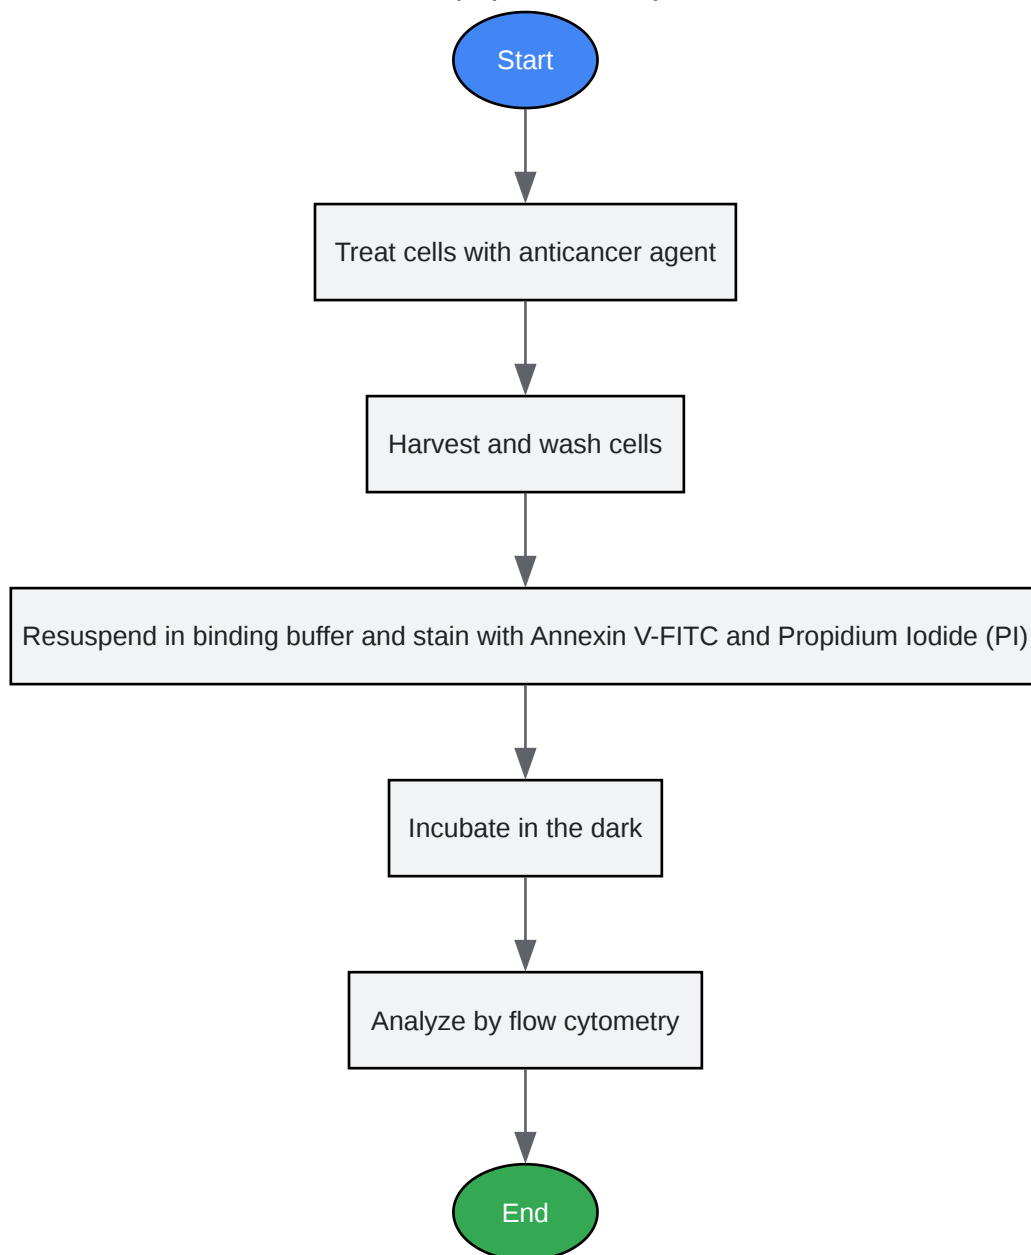 Start
Treat cells with anticancer agent
Harvest and wash cells
Resuspend in binding buffer and stain with Annexin V-FITC and Propidium Iodide (PI)
Incubate in the dark
Analyze by flow cytometry
End